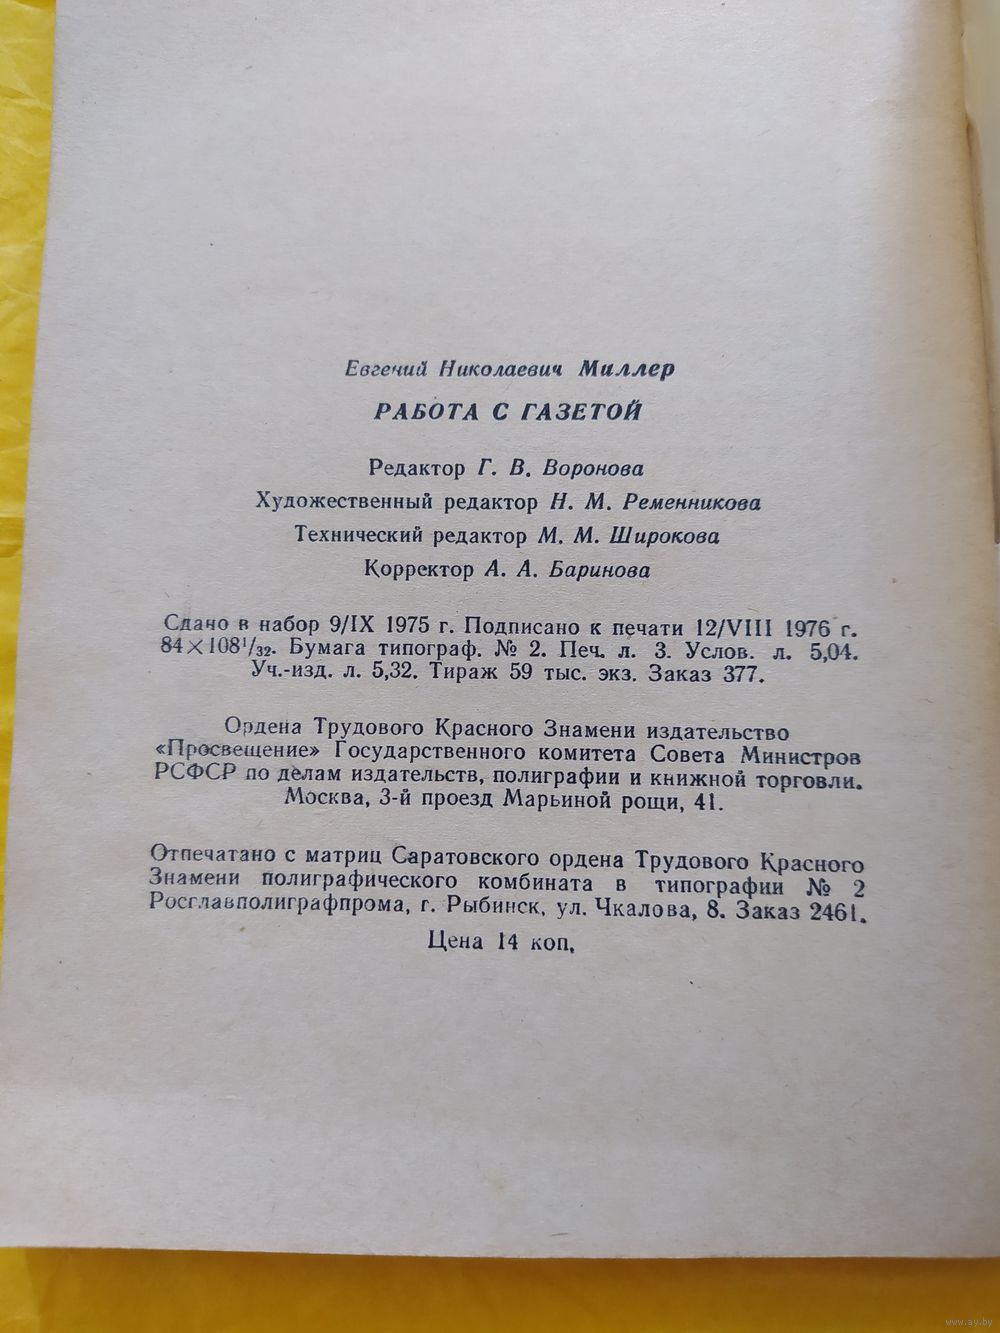 Евгений Николаевич Миллер
РАБОТА С ГАЗЕТОЙ
Редактор Г. В. Воронова
Художественный редактор Н. М. Ременникова
Технический редактор М. М. Широкова
Корректор А. А. Баринова
Сдано в набор 9/IX 1975 г. Подписано к печати 12/VIII 1976 г.
84×108¹/₃₂. Бумага типограф. № 2. Печ. л. 3. Услов. л. 5,04.
Уч.-изд. л. 5,32. Тираж 59 тыс. экз. Заказ 377.
Ордена Трудового Красного Знамени издательство
«Просвещение» Государственного комитета Совета Министров
РСФСР по делам издательств, полиграфии и книжной торговли.
Москва, 3-й проезд Марьиной рощи, 41.
Отпечатано с матриц Саратовского ордена Трудового Красного
Знамени полиграфического комбината в типографии № 2
Росглавполиграфпрома, г. Рыбинск, ул. Чкалова, 8. Заказ 2461.
Цена 14 коп.
www.ay.by